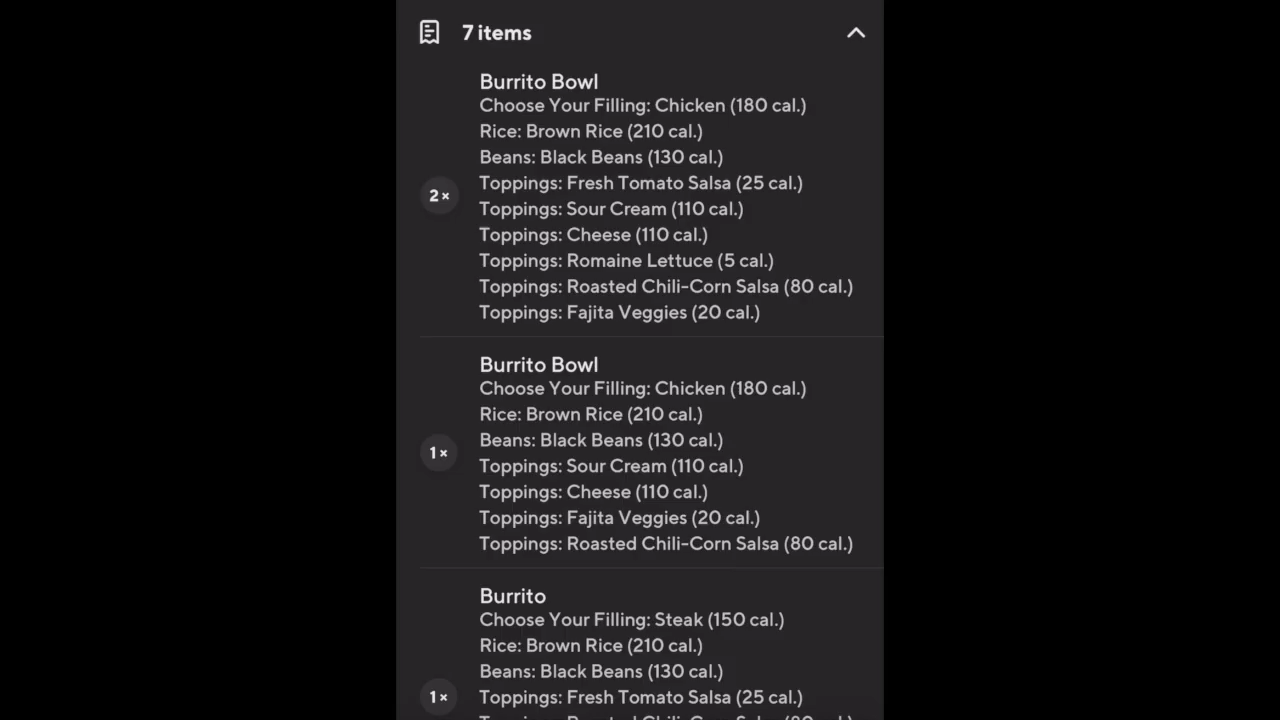 7 items
Burrito Bowl
Choose Your Filling: Chicken (180 cal.)
Rice: Brown Rice (210 cal.)
Beans: Black Beans (130 cal.)
Toppings: Fresh Tomato Salsa (25 cal.)
2×
Toppings: Sour Cream (110 cal.)
Toppings: Cheese (110 cal.)
Toppings: Romaine Lettuce (5 cal.)
Toppings: Roasted Chili-Corn Salsa (80 cal.)
Toppings: Fajita Veggies (20 cal.)
Burrito Bowl
Choose Your Filling: Chicken (180 cal.)
Rice: Brown Rice (210 cal.)
Beans: Black Beans (130 cal.)
1×
Toppings: Sour Cream (110 cal.)
Toppings: Cheese (110 cal.)
Toppings: Fajita Veggies (20 cal.)
Toppings: Roasted Chili-Corn Salsa (80 cal.)
Burrito
Choose Your Filling: Steak (150 cal.)
Rice: Brown Rice (210 cal.)
Beans: Black Beans (130 cal.)
1×
Toppings: Fresh Tomato Salsa (25 cal.)